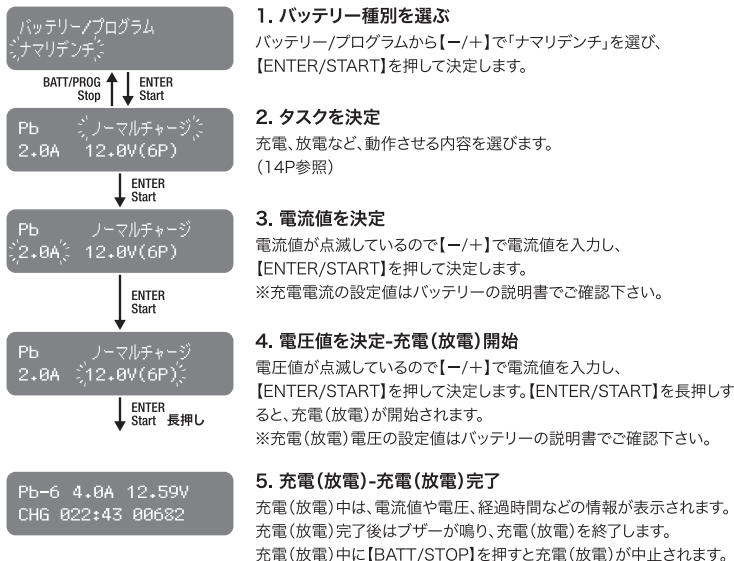 バッテリー/プログラム
ナマリデンチ
BATT/PROG
Stop
ENTER
Start
Pb ノーマルチャージ
2.0A 12.0V(6P)
ENTER
Start
Pb ノーマルチャージ
2.0A 12.0V(6P)
ENTER
Start
Pb ノーマルチャージ
2.0A 12.0V(6P)
ENTER
Start 長押し
Pb-6 4.0A 12.59V
CHG 022:43 00682
1. バッテリー種別を選ぶ
バッテリー/プログラムから【ー/+】で「ナマリデンチ」を選び、
【ENTER/START】を押して決定します。
2. タスクを決定
充電、放電など、動作させる内容を選びます。
(14P参照)
3. 電流値を決定
電流値が点滅しているので【ー/+】で電流値を入力し、
【ENTER/START】を押して決定します。
※充電電流の設定値はバッテリーの説明書でご確認下さい。
4. 電圧値を決定-充電(放電)開始
電圧値が点滅しているので【ー/+】で電流値を入力し、
【ENTER/START】を押して決定します。【ENTER/START】を長押しす
ると、充電(放電)が開始されます。
※充電(放電)電圧の設定値はバッテリーの説明書でご確認下さい。
5. 充電(放電)-充電(放電)完了
充電(放電)中は、電流値や電圧、経過時間などの情報が表示されます。
充電(放電)完了後はブザーが鳴り、充電(放電)を終了します。
充電(放電)中に【BATT/STOP】を押すと充電(放電)が中止されます。